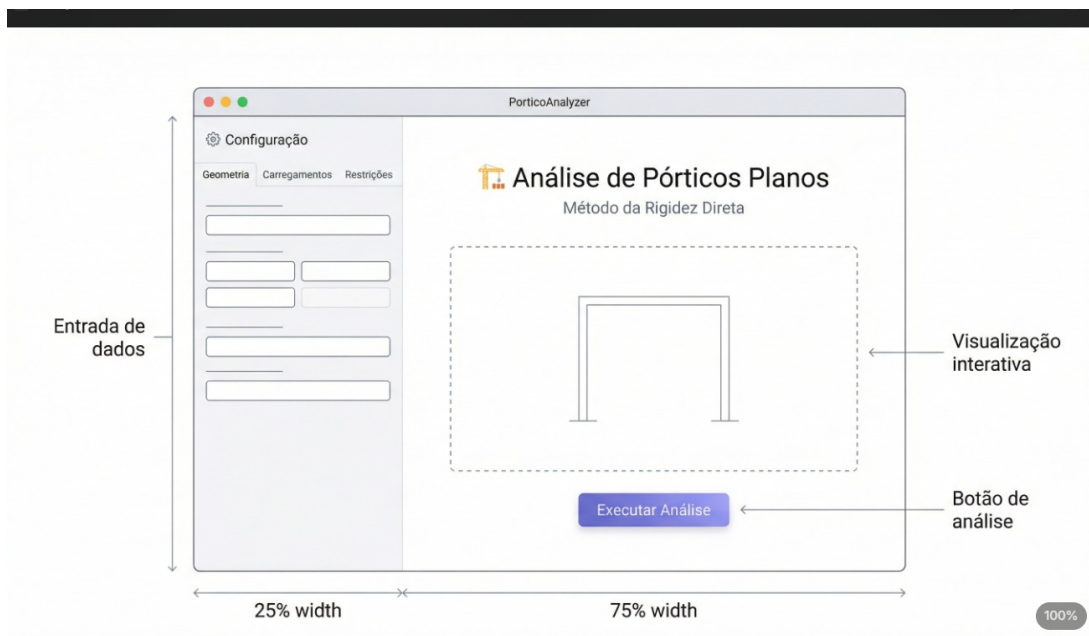 PorticoAnalyzer
Configuração
Geometria Carregamentos Restrições
Análise de Pórticos Planos
Método da Rigidez Direta
Entrada de
dados
Visualização
interativa
Executar Análise
Botão de
análise
25% width
75% width
100%